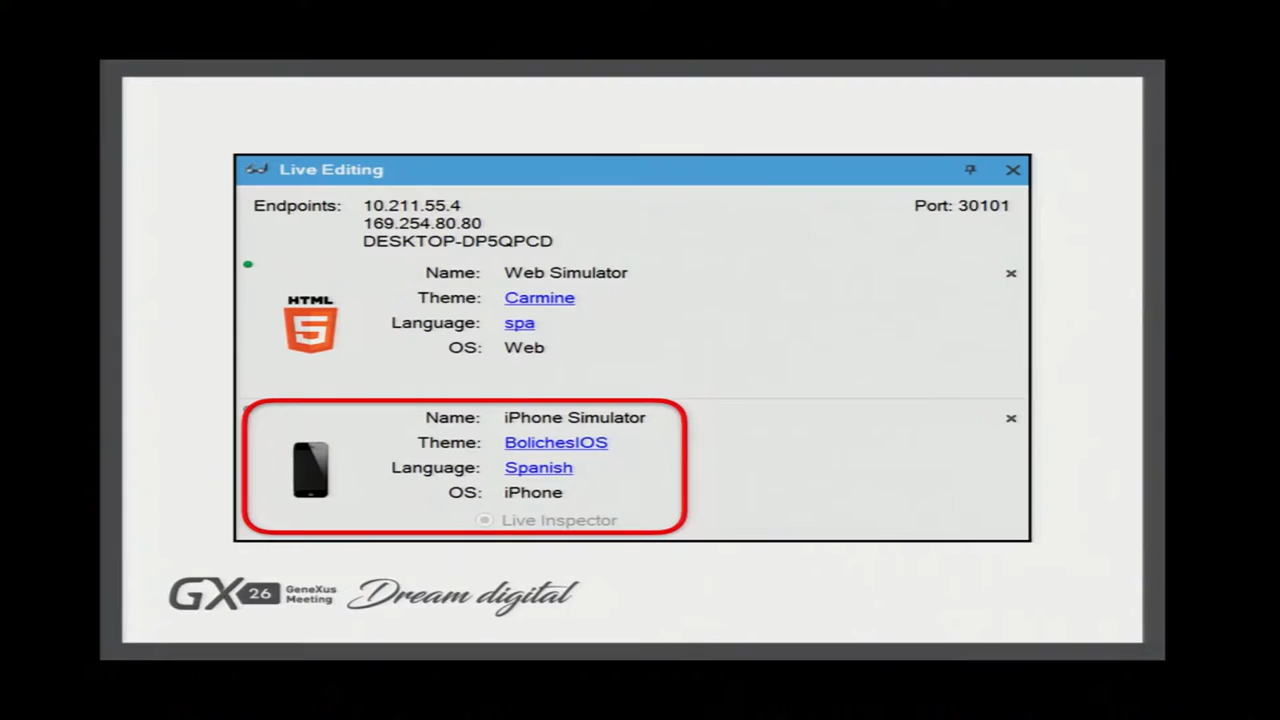 Live Editing
Endpoints: 10.211.55.4 Port: 30101
169.254.80.80
DESKTOP-DP5QPCD
Name: Web Simulator
Theme: Carmine
Language: spa
OS: Web
HTML
5
Name: iPhone Simulator
Theme: BolichesIOS
Language: Spanish
OS: iPhone
Live Inspector
GX 26 GeneXus Meeting Dream digital